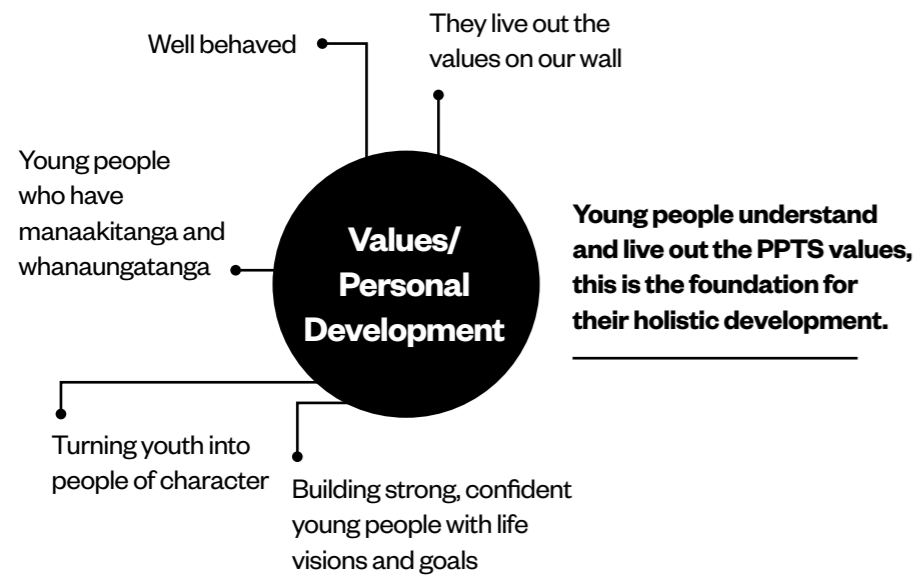 Well behaved
They live out the
values on our wall
Young people
who have
manaakitanga and
whanaungatanga
Values/
Personal
Development
Young people understand
and live out the PPTS values,
this is the foundation for
their holistic development.
Turning youth into
people of character
Building strong, confident
young people with life
visions and goals